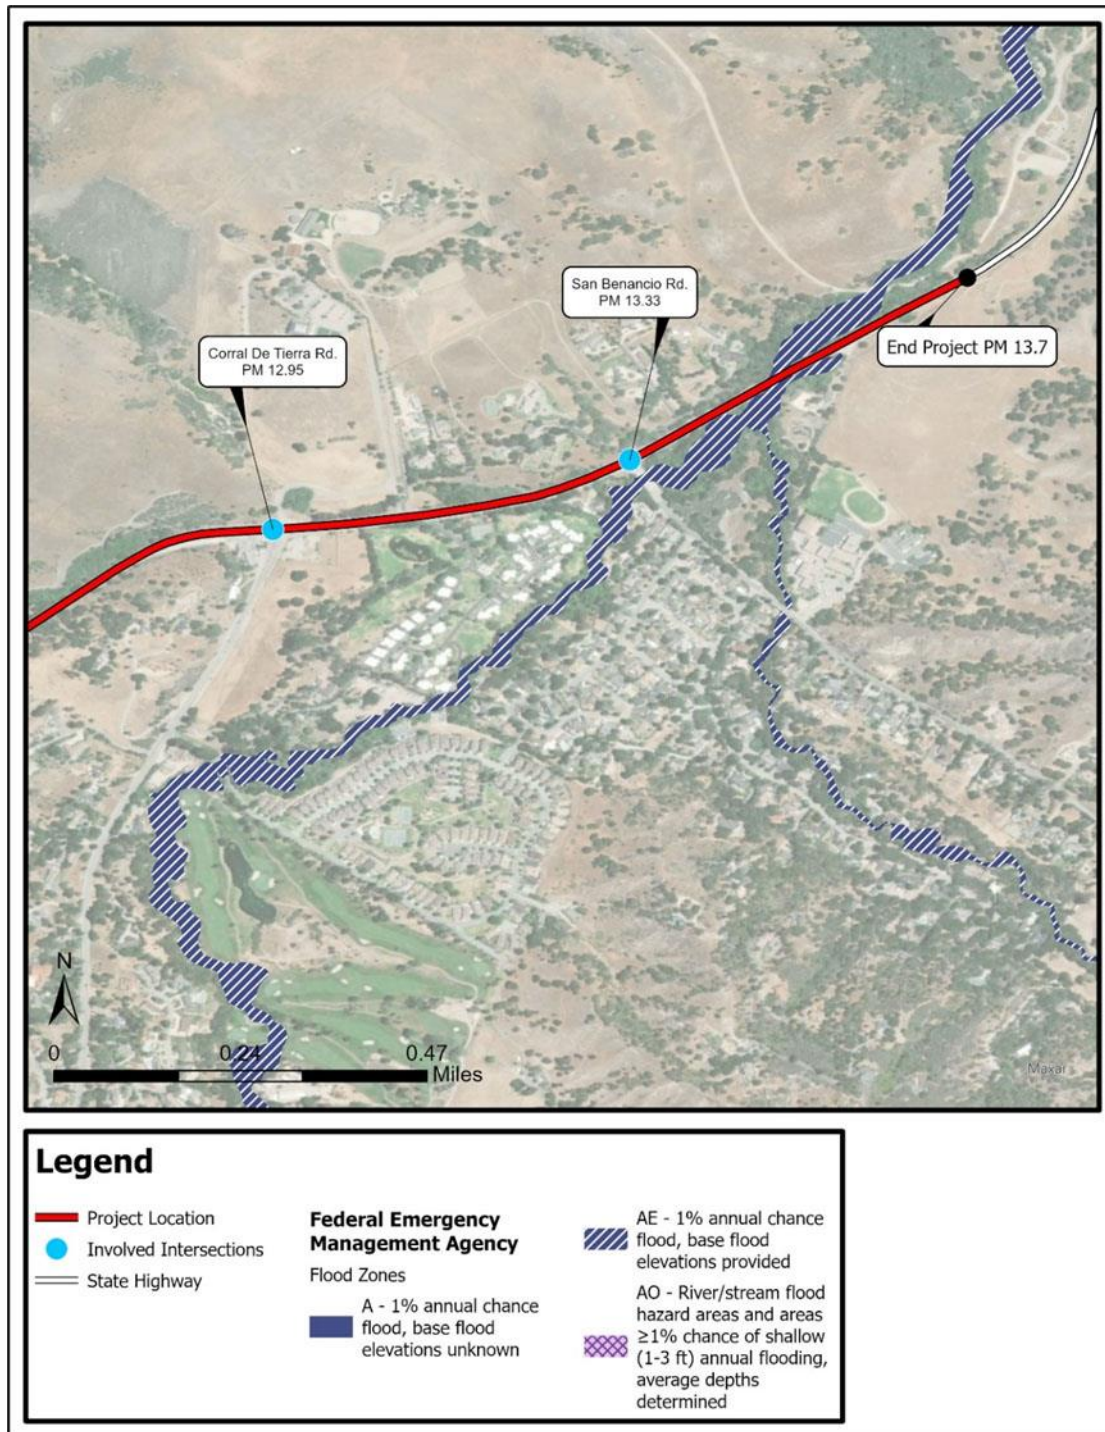 San Benancio Rd.
PM 13.33
Corral De Tierra Rd.
PM 12.95
End Project PM 13.7
N
0 0.24 0.47
Miles
Maxar
Legend
Project Location
Involved Intersections
State Highway
Federal Emergency
Management Agency
Flood Zones
A - 1% annual chance
flood, base flood
elevations unknown
AE - 1% annual chance
flood, base flood
elevations provided
AO - River/stream flood
hazard areas and areas
≥1% chance of shallow
(1-3 ft) annual flooding,
average depths
determined